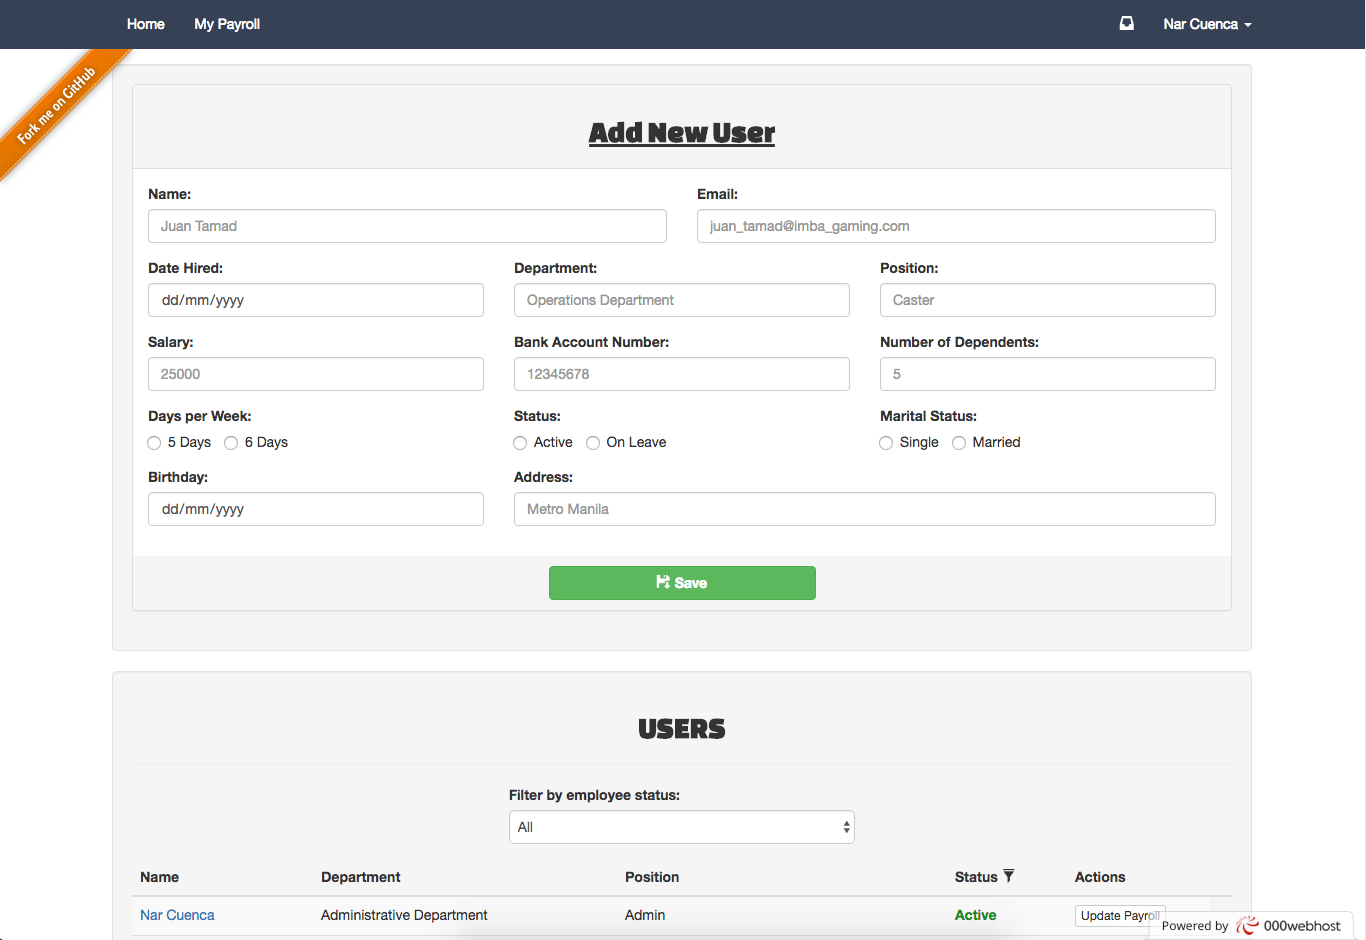 Home My Payroll Nar Cuenca
Fork me on GitHub
Add New User
Name: Email:
Juan Tamad juan_tamad@imba_gaming.com
Date Hired: Department: Position:
dd/mm/yyyy Operations Department Caster
Salary: Bank Account Number: Number of Dependents:
25000 12345678 5
Days per Week: Status: Marital Status:
5 Days 6 Days Active On Leave Single Married
Birthday: Address:
dd/mm/yyyy Metro Manila
Save
USERS
Filter by employee status:
All
Name Department Position Status Actions
Nar Cuenca Administrative Department Admin Active Update Payroll
Powered by 000webhost